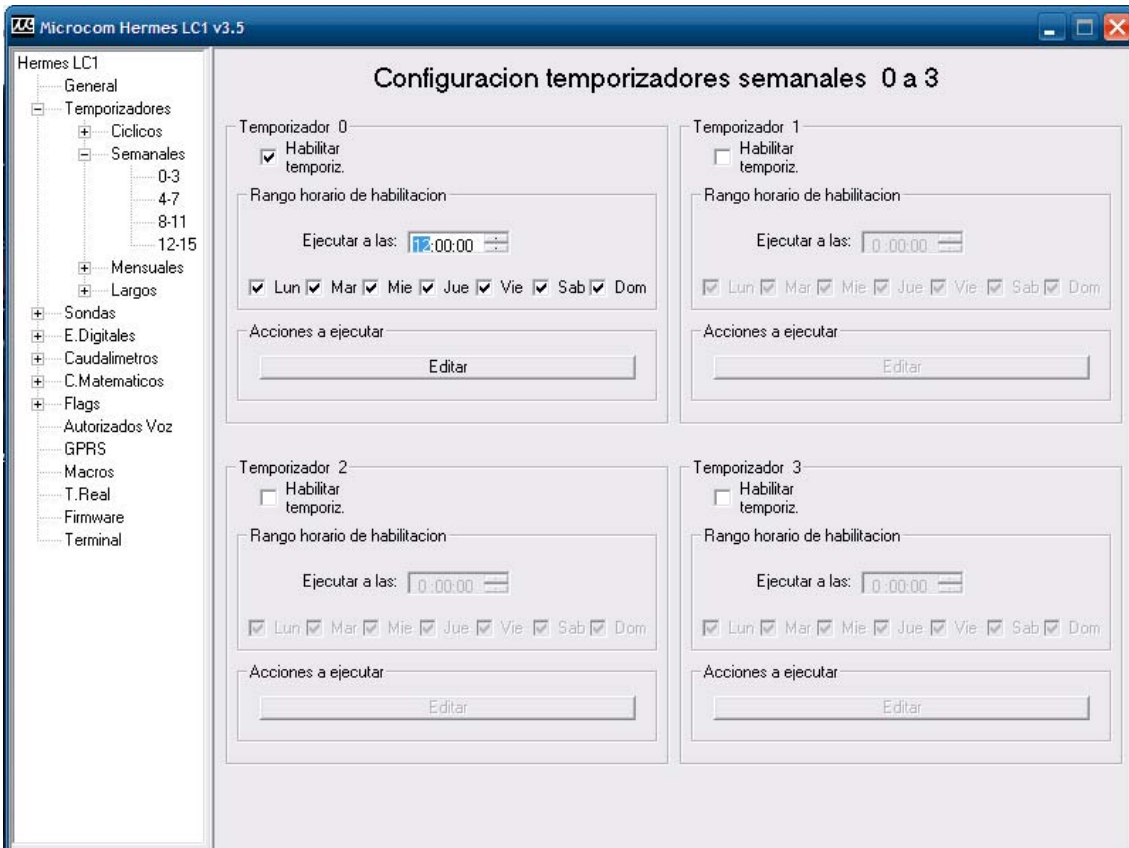 Microcom Hermes LC1 v3.5
Hermes LC1
General
Temporizadores
Ciclicos
Semanales
0-3
4-7
8-11
12-15
Mensuales
Largos
Sondas
E.Digitales
Caudalimetros
C.Matematicos
Flags
Autorizados Voz
GPRS
Macros
T.Real
Firmware
Terminal
Configuracion temporizadores semanales 0 a 3
Temporizador 0
Habilitar
temporiz.
Rango horario de habilitacion
Ejecutar a las: 12:00:00
Lun Mar Mie Jue Vie Sab Dom
Acciones a ejecutar
Editar
Temporizador 1
Habilitar
temporiz.
Rango horario de habilitacion
Ejecutar a las: 0 :00:00
Lun Mar Mie Jue Vie Sab Dom
Acciones a ejecutar
Editar
Temporizador 2
Habilitar
temporiz.
Rango horario de habilitacion
Ejecutar a las: 0 :00:00
Lun Mar Mie Jue Vie Sab Dom
Acciones a ejecutar
Editar
Temporizador 3
Habilitar
temporiz.
Rango horario de habilitacion
Ejecutar a las: 0 :00:00
Lun Mar Mie Jue Vie Sab Dom
Acciones a ejecutar
Editar